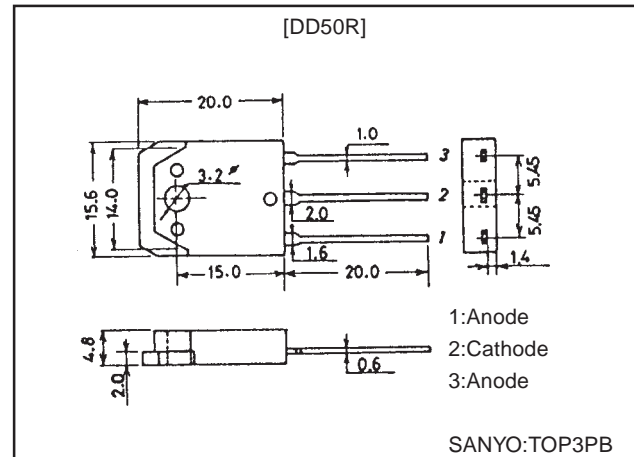 [DD50R]
20.0
1.0
3
3.2 ø
5.45
15.6
14.0
2
2.0
5.45
1
1.6
15.0
20.0
1.4
1:Anode
4.8
2:Cathode
2.0
0.6
3:Anode
SANYO:TOP3PB